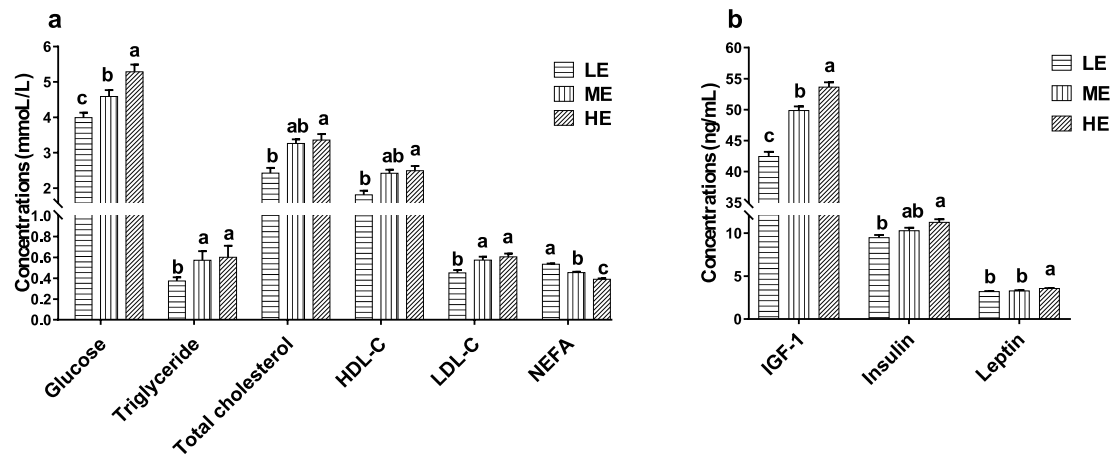 a
Concentrations (mmoL/L)
6
5
4
3
2
1.0
0.8
0.6
0.4
0.2
0.0
c b a
b a a
b ab a
b ab a
b a a
a b c
Glucose
Triglyceride
Total cholesterol
HDL-C
LDL-C
NEFA
LE
ME
HE
b
Concentrations (ng/mL)
60
55
50
45
40
35
10
5
0
c b a
b ab a
b b a
IGF-1
Insulin
Leptin
LE
ME
HE